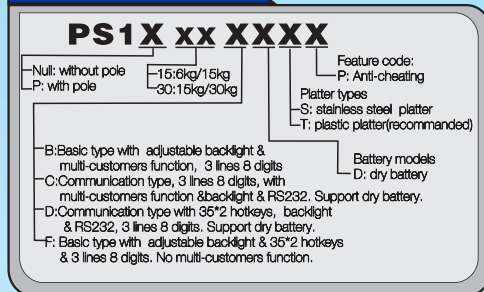 PS1X xx XXXX
Null: without pole
P: with pole
15:6kg/15kg
30:15kg/30kg
Feature code:
P: Anti-cheating
Platter types
S: stainless steel platter
T: plastic platter(recommanded)
Battery models
D: dry battery
B:Basic type with adjustable backlight &
multi-customers function, 3 lines 8 digits
C:Communication type, 3 lines 8 digits, with
multi-customers function &backlight & RS232. Support dry battery.
D:Communication type with 35*2 hotkeys, backlight
& RS232, 3 lines 8 digits. Support dry battery.
F: Basic type with adjustable backlight & 35*2 hotkeys
& 3 lines 8 digits. No multi-customers function.